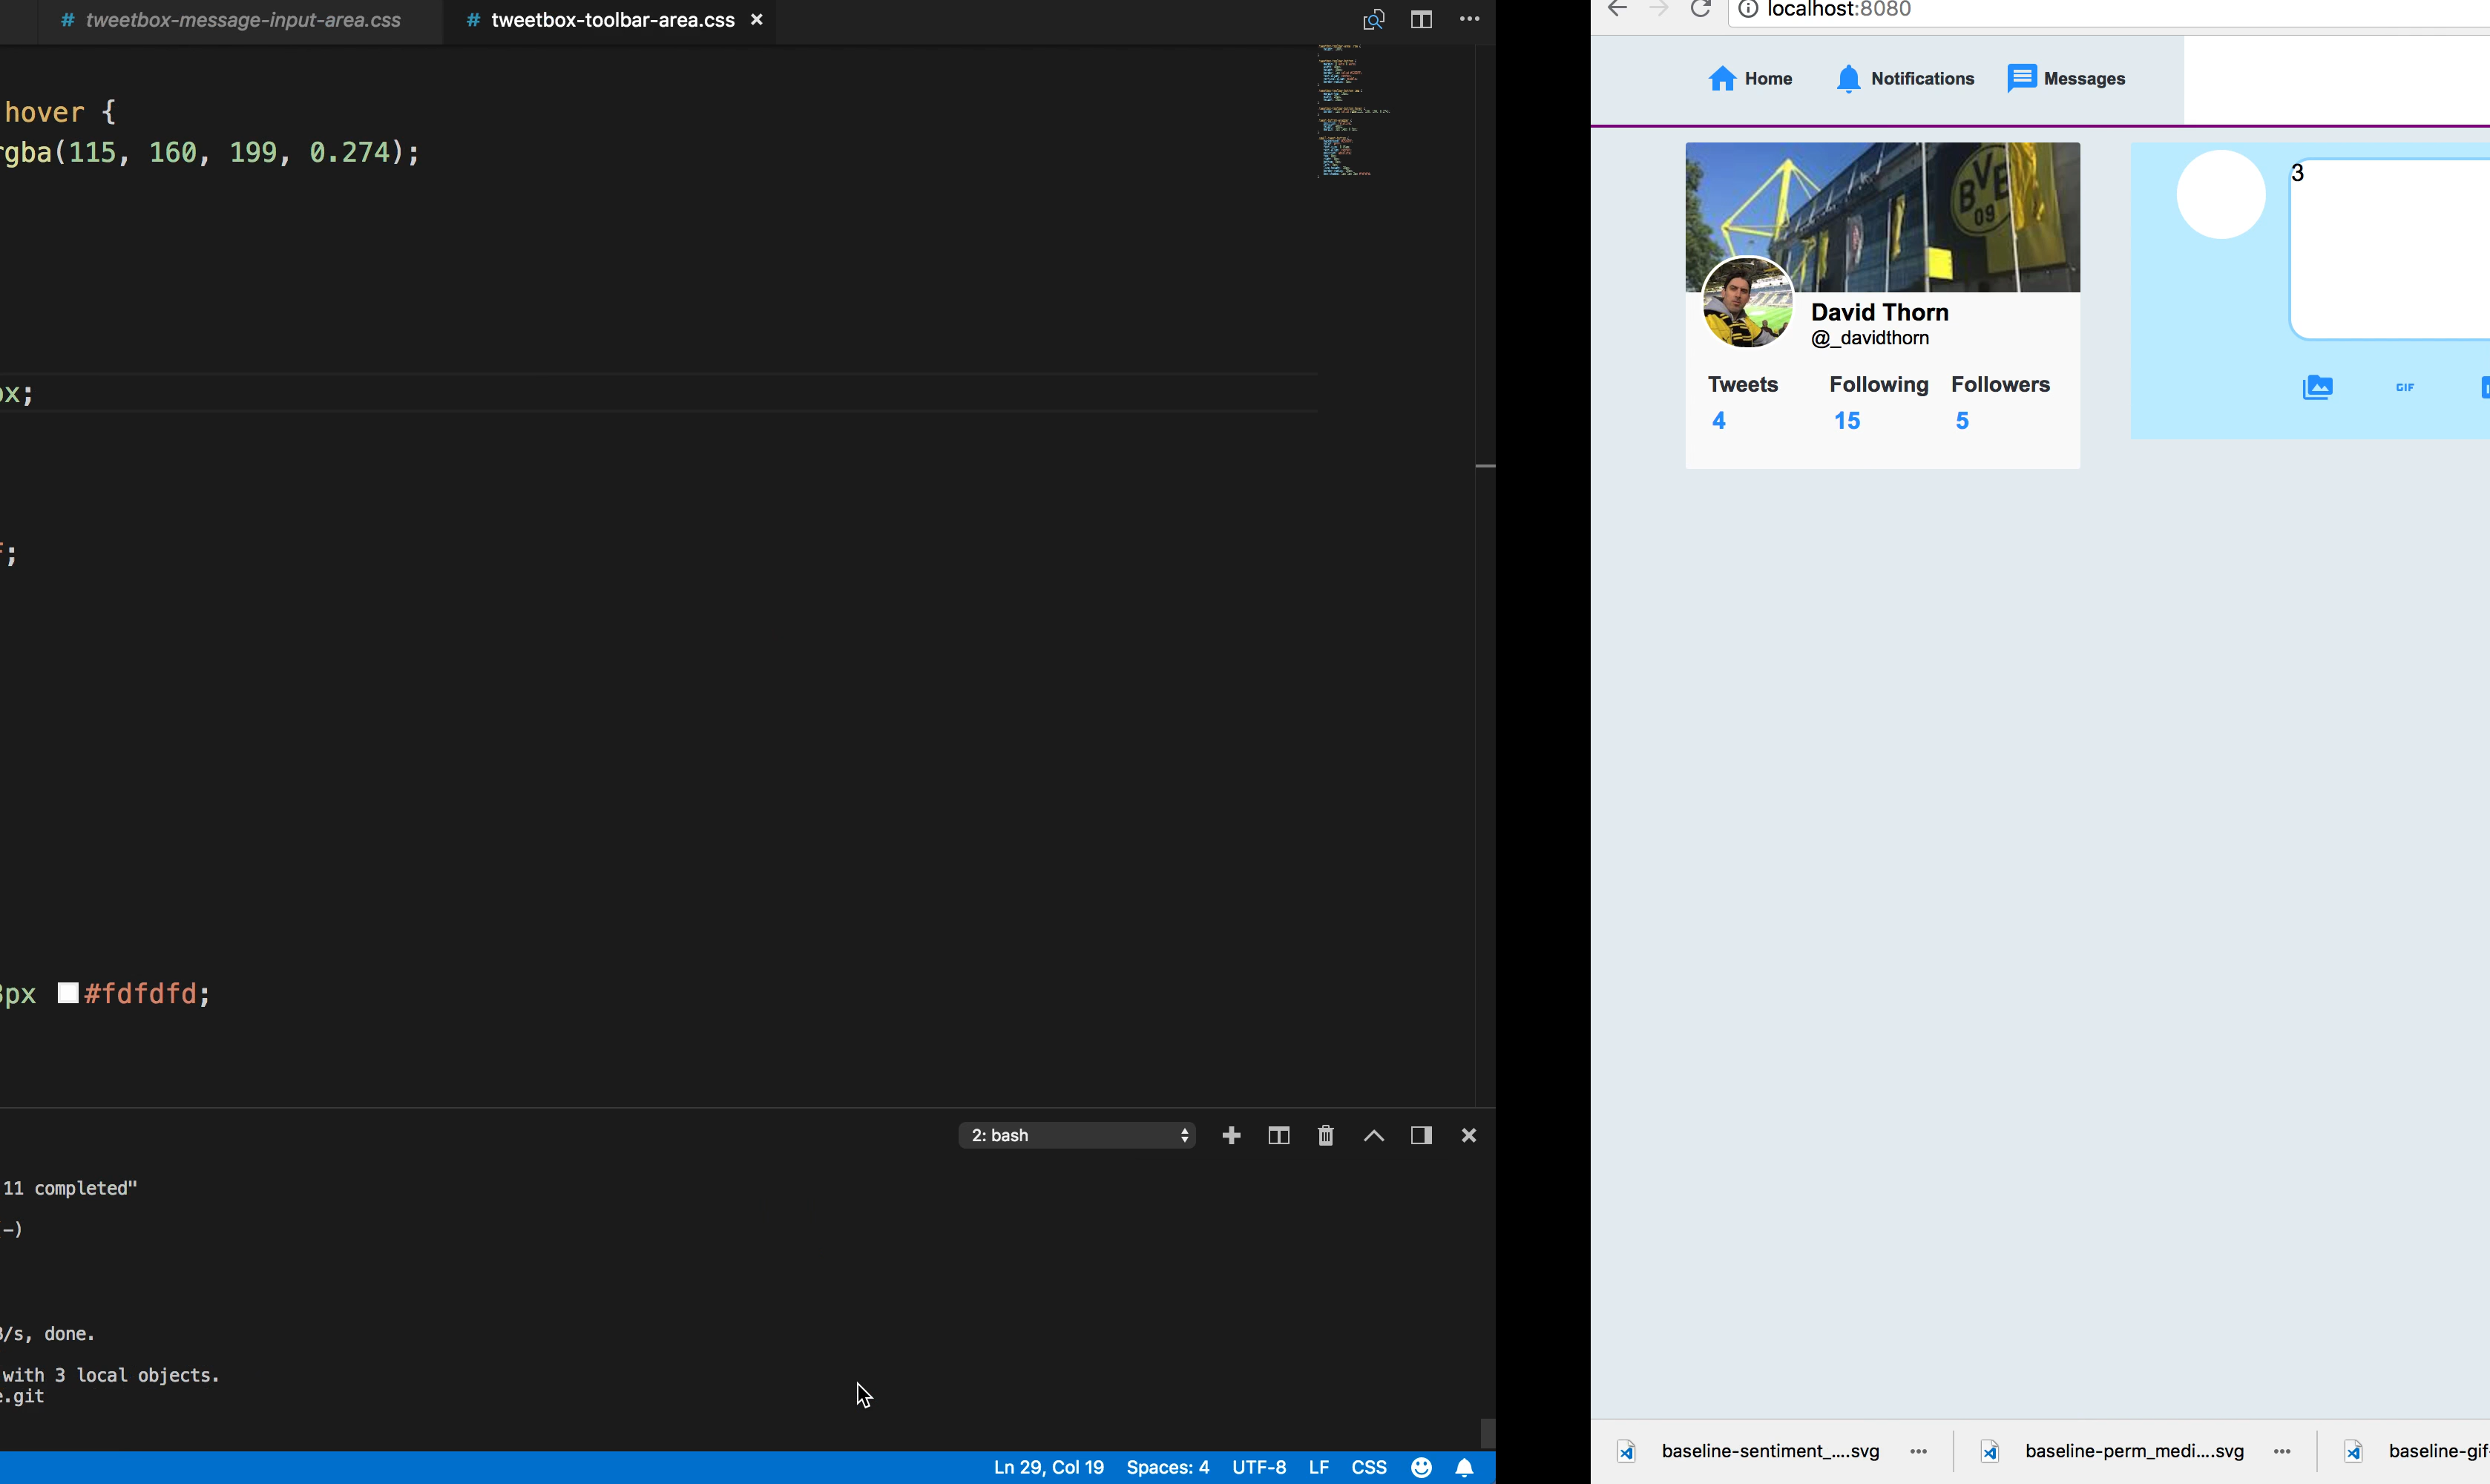 # tweetbox-message-input-area.css
# tweetbox-toolbar-area.css ×
hover {
rgba(115, 160, 199, 0.274);
px;
;
3px #fdfdfd;
2: bash
11 completed"
-)
B/s, done.
with 3 local objects.
e.git
Ln 29, Col 19 Spaces: 4 UTF-8 LF CSS
localhost:8080
Home Notifications Messages
BVB
09
3
David Thorn
@_davidthorn
Tweets Following Followers
4 15 5
GIF
baseline-sentiment_....svg ••• baseline-perm_medi....svg ••• baseline-gif